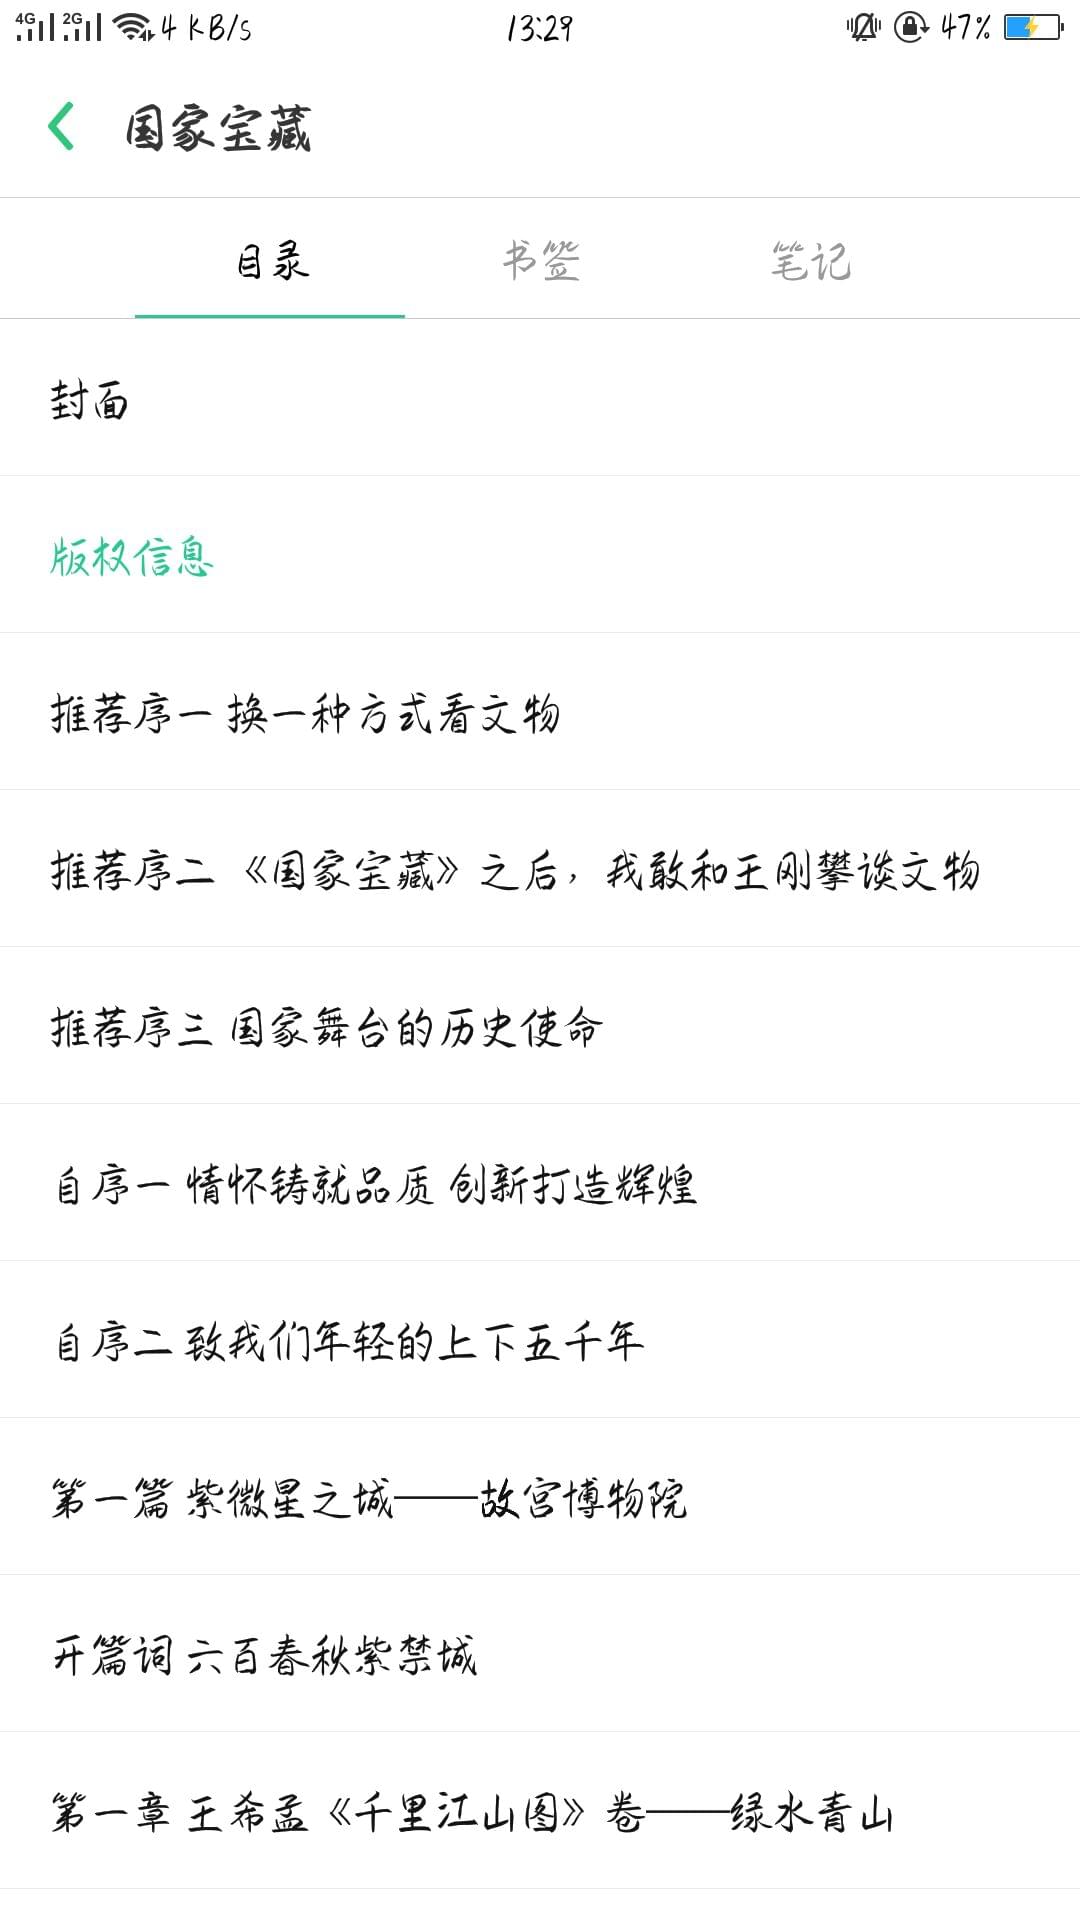 4G 2G 4 KB/s 13:29 47%
国家宝藏
目录 书签 笔记
封面
版权信息
推荐序一 换一种方式看文物
推荐序二 《国家宝藏》之后，我敢和王刚攀谈文物
推荐序三 国家舞台的历史使命
自序一 情怀铸就品质 创新打造辉煌
自序二 致我们年轻的上下五千年
第一篇 紫微星之城——故宫博物院
开篇词 六百春秋紫禁城
第一章 王希孟《千里江山图》卷——绿水青山